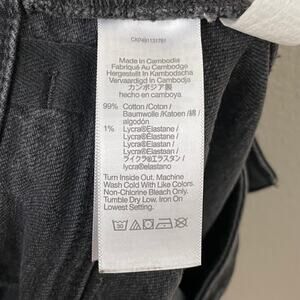 Made in Cambodia
Fabriqué Au Cambodge
Hergestellt In Kambodscha
Vervaardigd In Cambodja
カンボジア製
hecho en camboya
99% Cotton /Coton /
Baumwolle /Katoen / 綿 /
algodón
1% Lycra®Elastane /
Lycra®Élastane /
Lycra®Elastan /
Lycra®Elastaan /
ライクラ®エラスタン /
lycra®elastano
Turn Inside Out. Machine
Wash Cold With Like Colors.
Non-Chlorine Bleach Only.
Tumble Dry Low. Iron On
Lowest Setting.
30